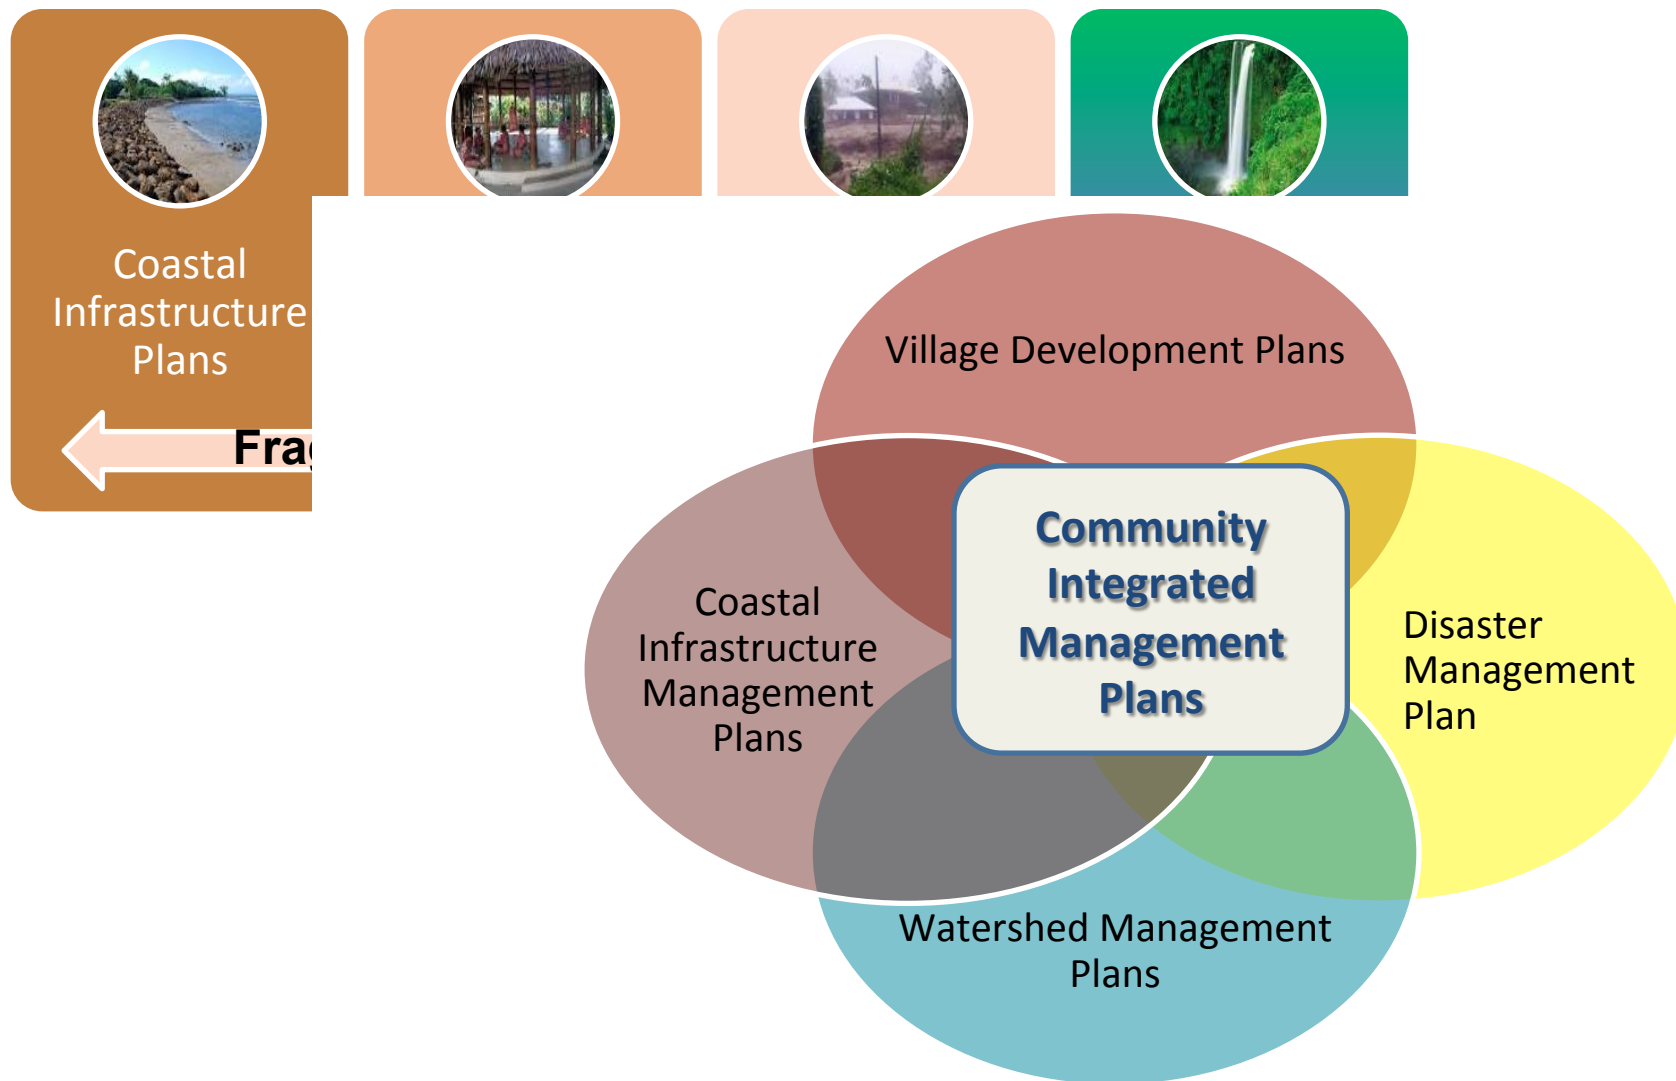 Coastal
Infrastructure
Plans
Village Development Plans
Community
Integrated
Management
Plans
Coastal
Infrastructure
Management
Plans
Disaster
Management
Plan
Watershed Management
Plans